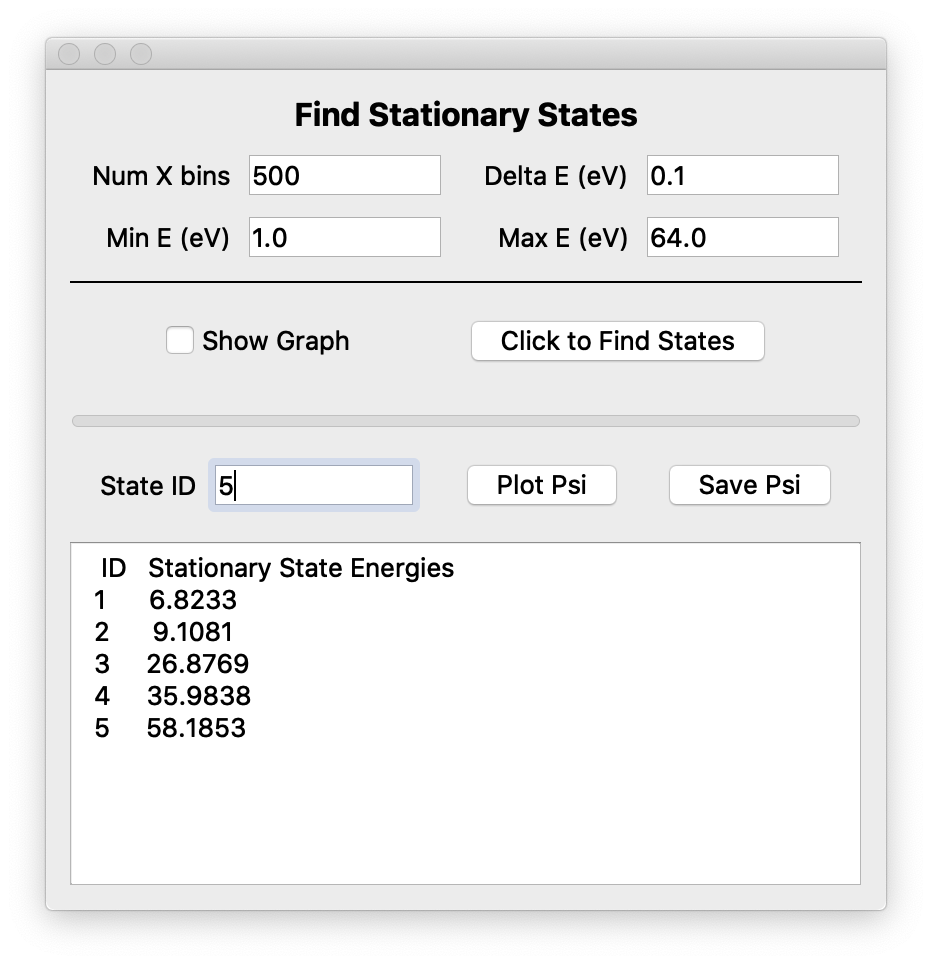 Find Stationary States
Num X bins 500 Delta E (eV) 0.1
Min E (eV) 1.0 Max E (eV) 64.0
Show Graph Click to Find States
State ID 5 Plot Psi Save Psi
ID Stationary State Energies
1 6.8233
2 9.1081
3 26.8769
4 35.9838
5 58.1853